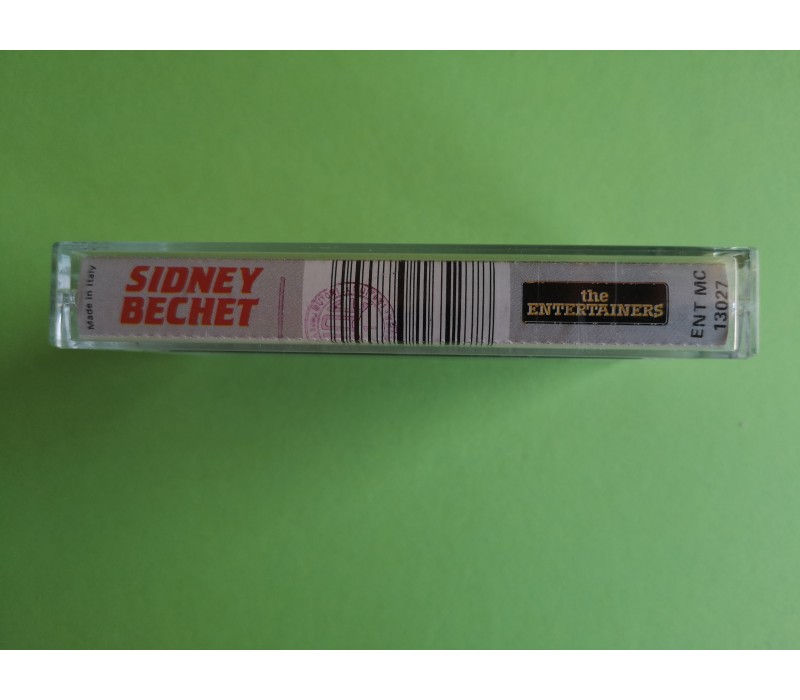 Made in Italy
SIDNEY
BECHET
the
ENTERTAINERS
ENT MC
13027